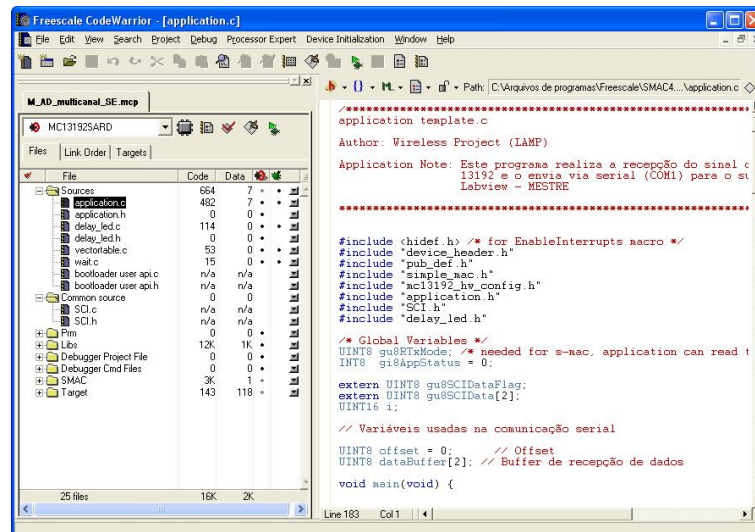 Freescale CodeWarrior - [application.c]
File Edit View Search Project Debug Processor Expert Device Initialization Window Help
Path: C:\Arquivos de programas\Freescale\SMAC4....\application.c
M_AD_multicanal_SE.mcp
MC13192SARD
Files Link Order Targets
File Code Data
Sources 664 7
application.c 482 7
application.h 0 0
delay_led.c 114 0
delay_led.h 0 0
vectortable.c 53 0
wait.c 15 0
bootloader user api.c n/a n/a
bootloader user api.h n/a n/a
Common source 0 0
SCI.c n/a n/a
SCI.h n/a n/a
Prm 0 0
Libs 12K 1K
Debugger Project File 0 0
Debugger Cmd Files 0 0
SMAC 3K 1
Target 143 118
25 files 16K 2K
/************************************************
application template.c
Author: Wireless Project (LAMP)
Application Note: Este programa realiza a recepção do sinal
13192 e o envia via serial (COM1) para o su
Labview - MESTRE
************************************************
#include <hidef.h> /* for EnableInterrupts macro */
#include "device_header.h"
#include "pub_def.h"
#include "simple_mac.h"
#include "mc13192_hw_config.h"
#include "application.h"
#include "SCI.h"
#include "delay_led.h"
/* Global Variables */
UINT8 gu8RTxMode; /* needed for s-mac, application can read t
INT8 gi8AppStatus = 0;
extern UINT8 gu8SCIDataFlag;
extern UINT8 gu8SCIData[2];
UINT16 i;
// Variáveis usadas na comunicação serial
UINT8 offset = 0; // Offset
UINT8 dataBuffer[2]; // Buffer de recepção de dados
void main(void) {
Line 183 Col 1